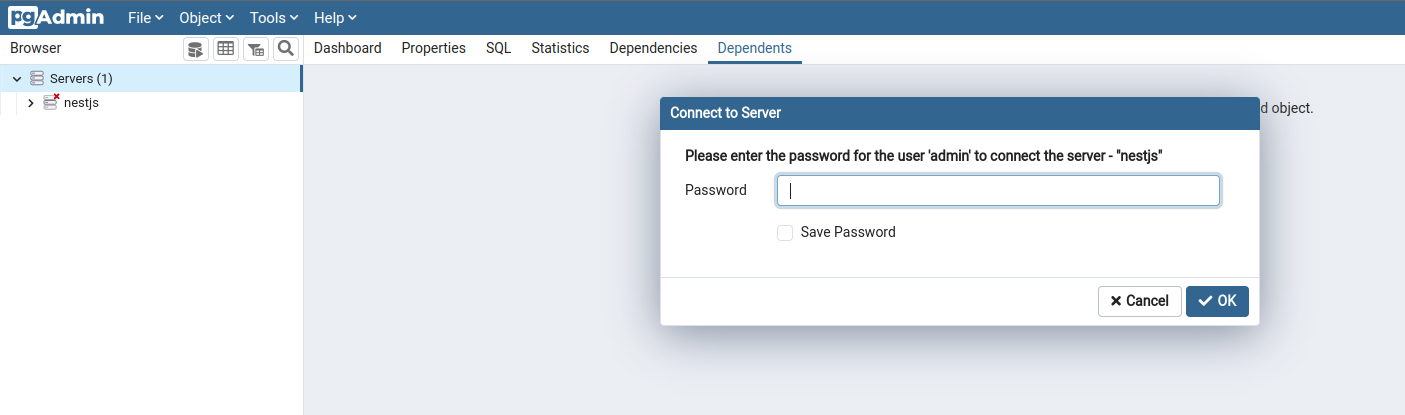 pgAdmin File Object Tools Help
Browser Dashboard Properties SQL Statistics Dependencies Dependents
Servers (1)
nestjs
d object.
Connect to Server
Please enter the password for the user 'admin' to connect the server - "nestjs"
Password
Save Password
Cancel OK